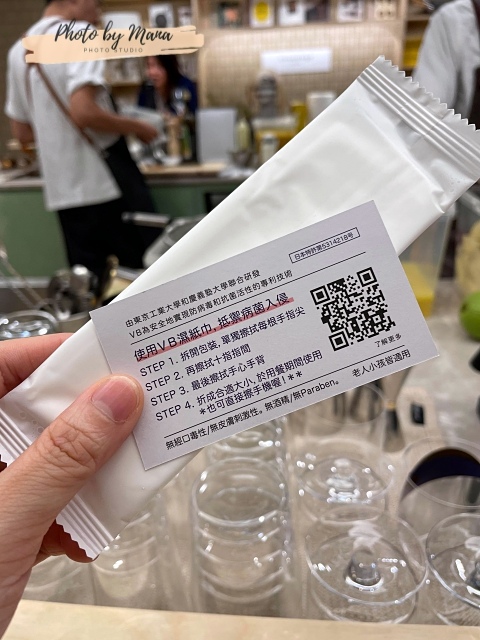 Photo by Mana
PHOTO STUDIO
日本特許第5314218号
由東京工業大學和慶義塾大學聯合研發
VB為安全地實現防病毒和抗菌活性的專利技術
使用VB濕紙巾，抵禦病菌入侵
STEP 1. 拆開包裝，單獨擦拭每根手指尖
STEP 2. 再擦拭十指指間
STEP 3. 最後擦拭手心手背
STEP 4. 折成合適大小，於用餐期間使用
*也可直接擦手機喔！**
了解更多
無經口毒性/無皮膚刺激性。無酒精/無Paraben。
老人小孩皆適用